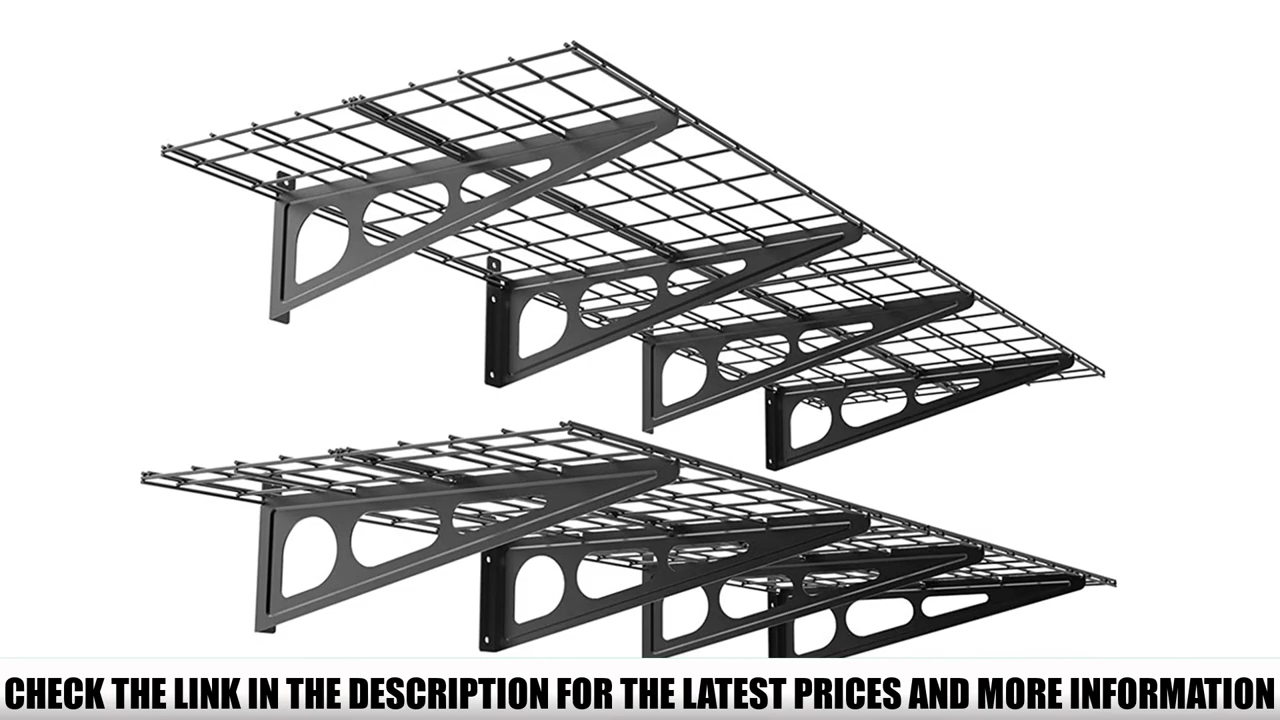 CHECK THE LINK IN THE DESCRIPTION FOR THE LATEST PRICES AND MORE INFORMATION